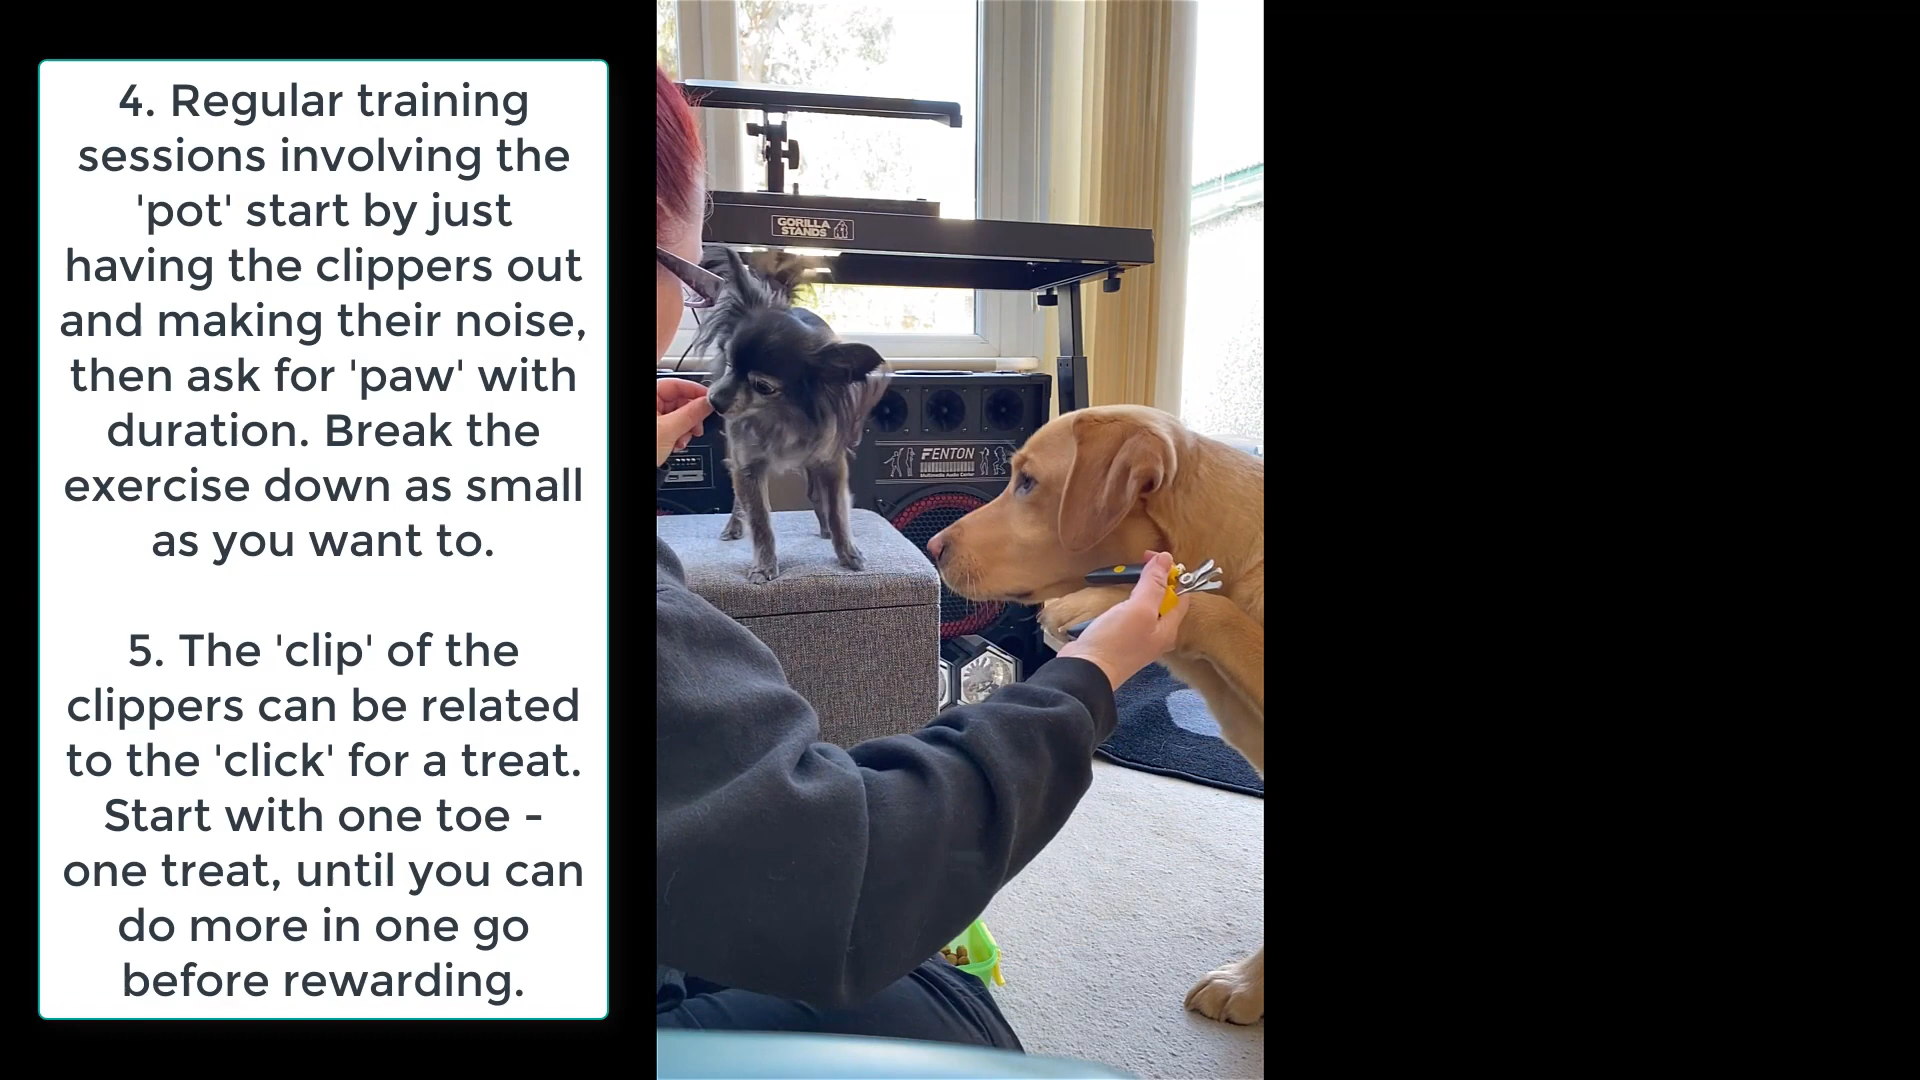 4. Regular training
sessions involving the
'pot' start by just
having the clippers out
and making their noise,
then ask for 'paw' with
duration. Break the
exercise down as small
as you want to.
5. The 'clip' of the
clippers can be related
to the 'click' for a treat.
Start with one toe -
one treat, until you can
do more in one go
before rewarding.
GORILLA
STANDS
FENTON
Multimedia Audio Center